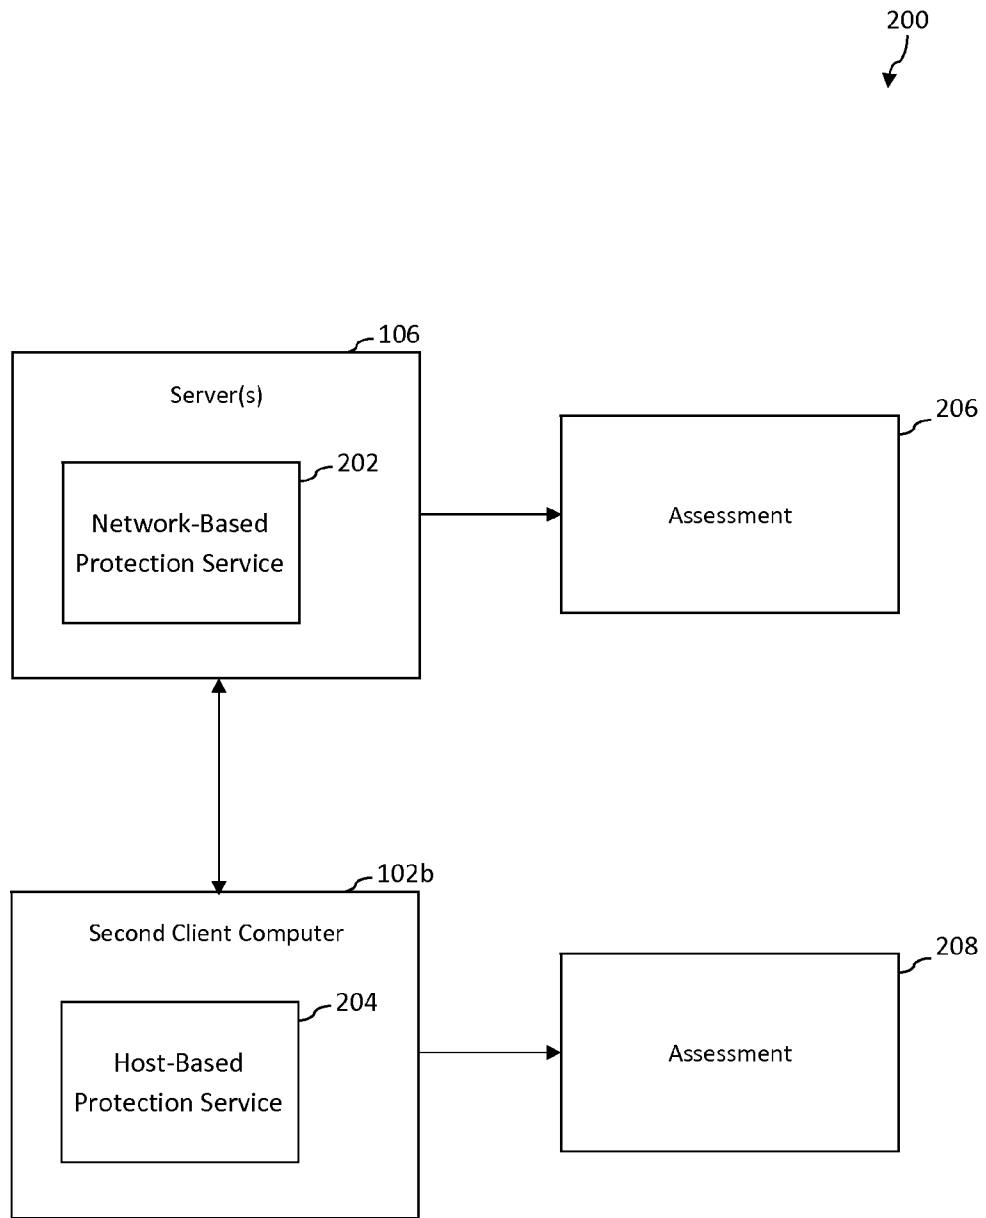 200
106
Server(s)
202
Network-Based
Protection Service
206
Assessment
102b
Second Client Computer
204
Host-Based
Protection Service
208
Assessment